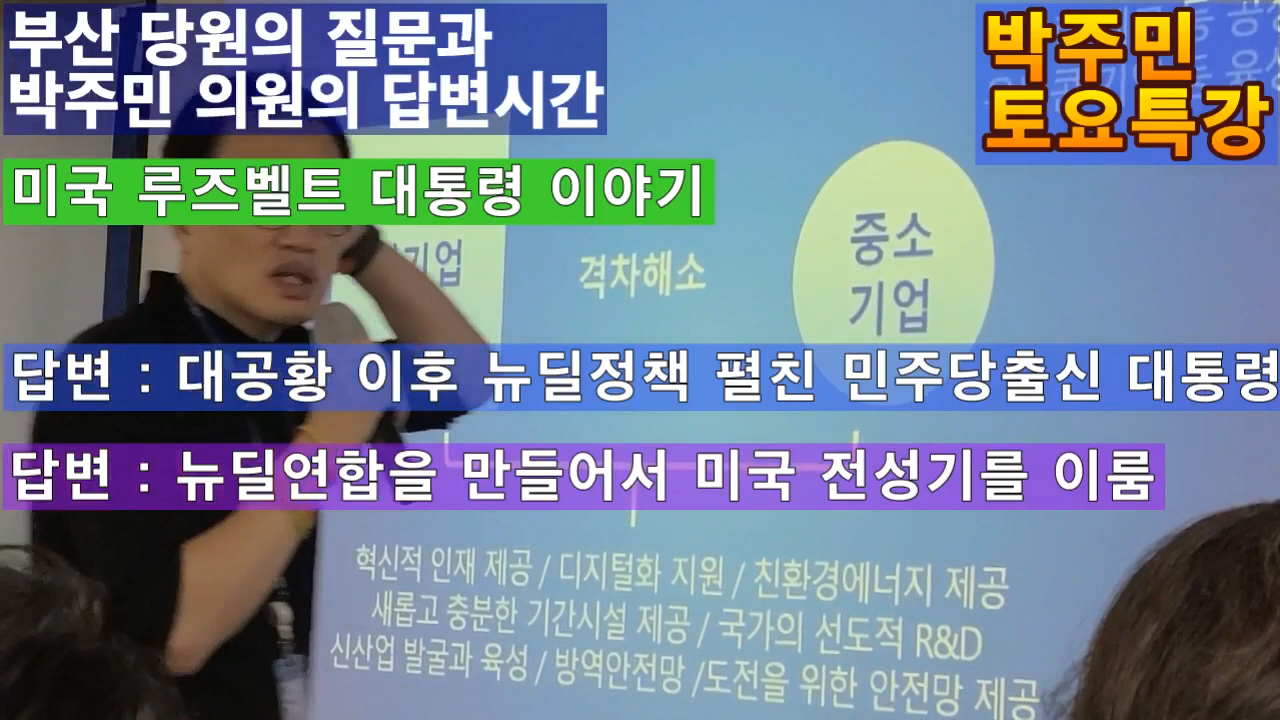 부산 당원의 질문과
박주민 의원의 답변시간
박주민
토요특강
미국 루즈벨트 대통령 이야기
기업
격차해소
중소
기업
답변 : 대공황 이후 뉴딜정책 펼친 민주당출신 대통령
답변 : 뉴딜연합을 만들어서 미국 전성기를 이룸
혁신적 인재 제공 / 디지털화 지원 / 친환경에너지 제공
새롭고 충분한 기간시설 제공 / 국가의 선도적 R&D
신산업 발굴과 육성 / 방역안전망 /도전을 위한 안전망 제공